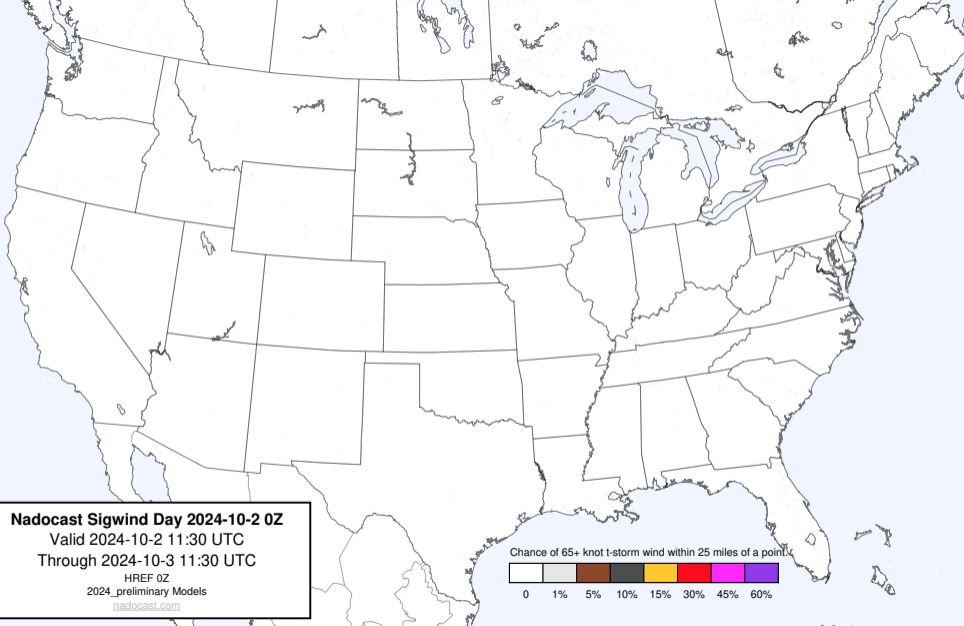 Nadocast Sigwind Day 2024-10-2 0Z
Valid 2024-10-2 11:30 UTC
Through 2024-10-3 11:30 UTC
HREF 0Z
2024_preliminary Models
nadocast.com
Chance of 65+ knot t-storm wind within 25 miles of a point.
0 1% 5% 10% 15% 30% 45% 60%